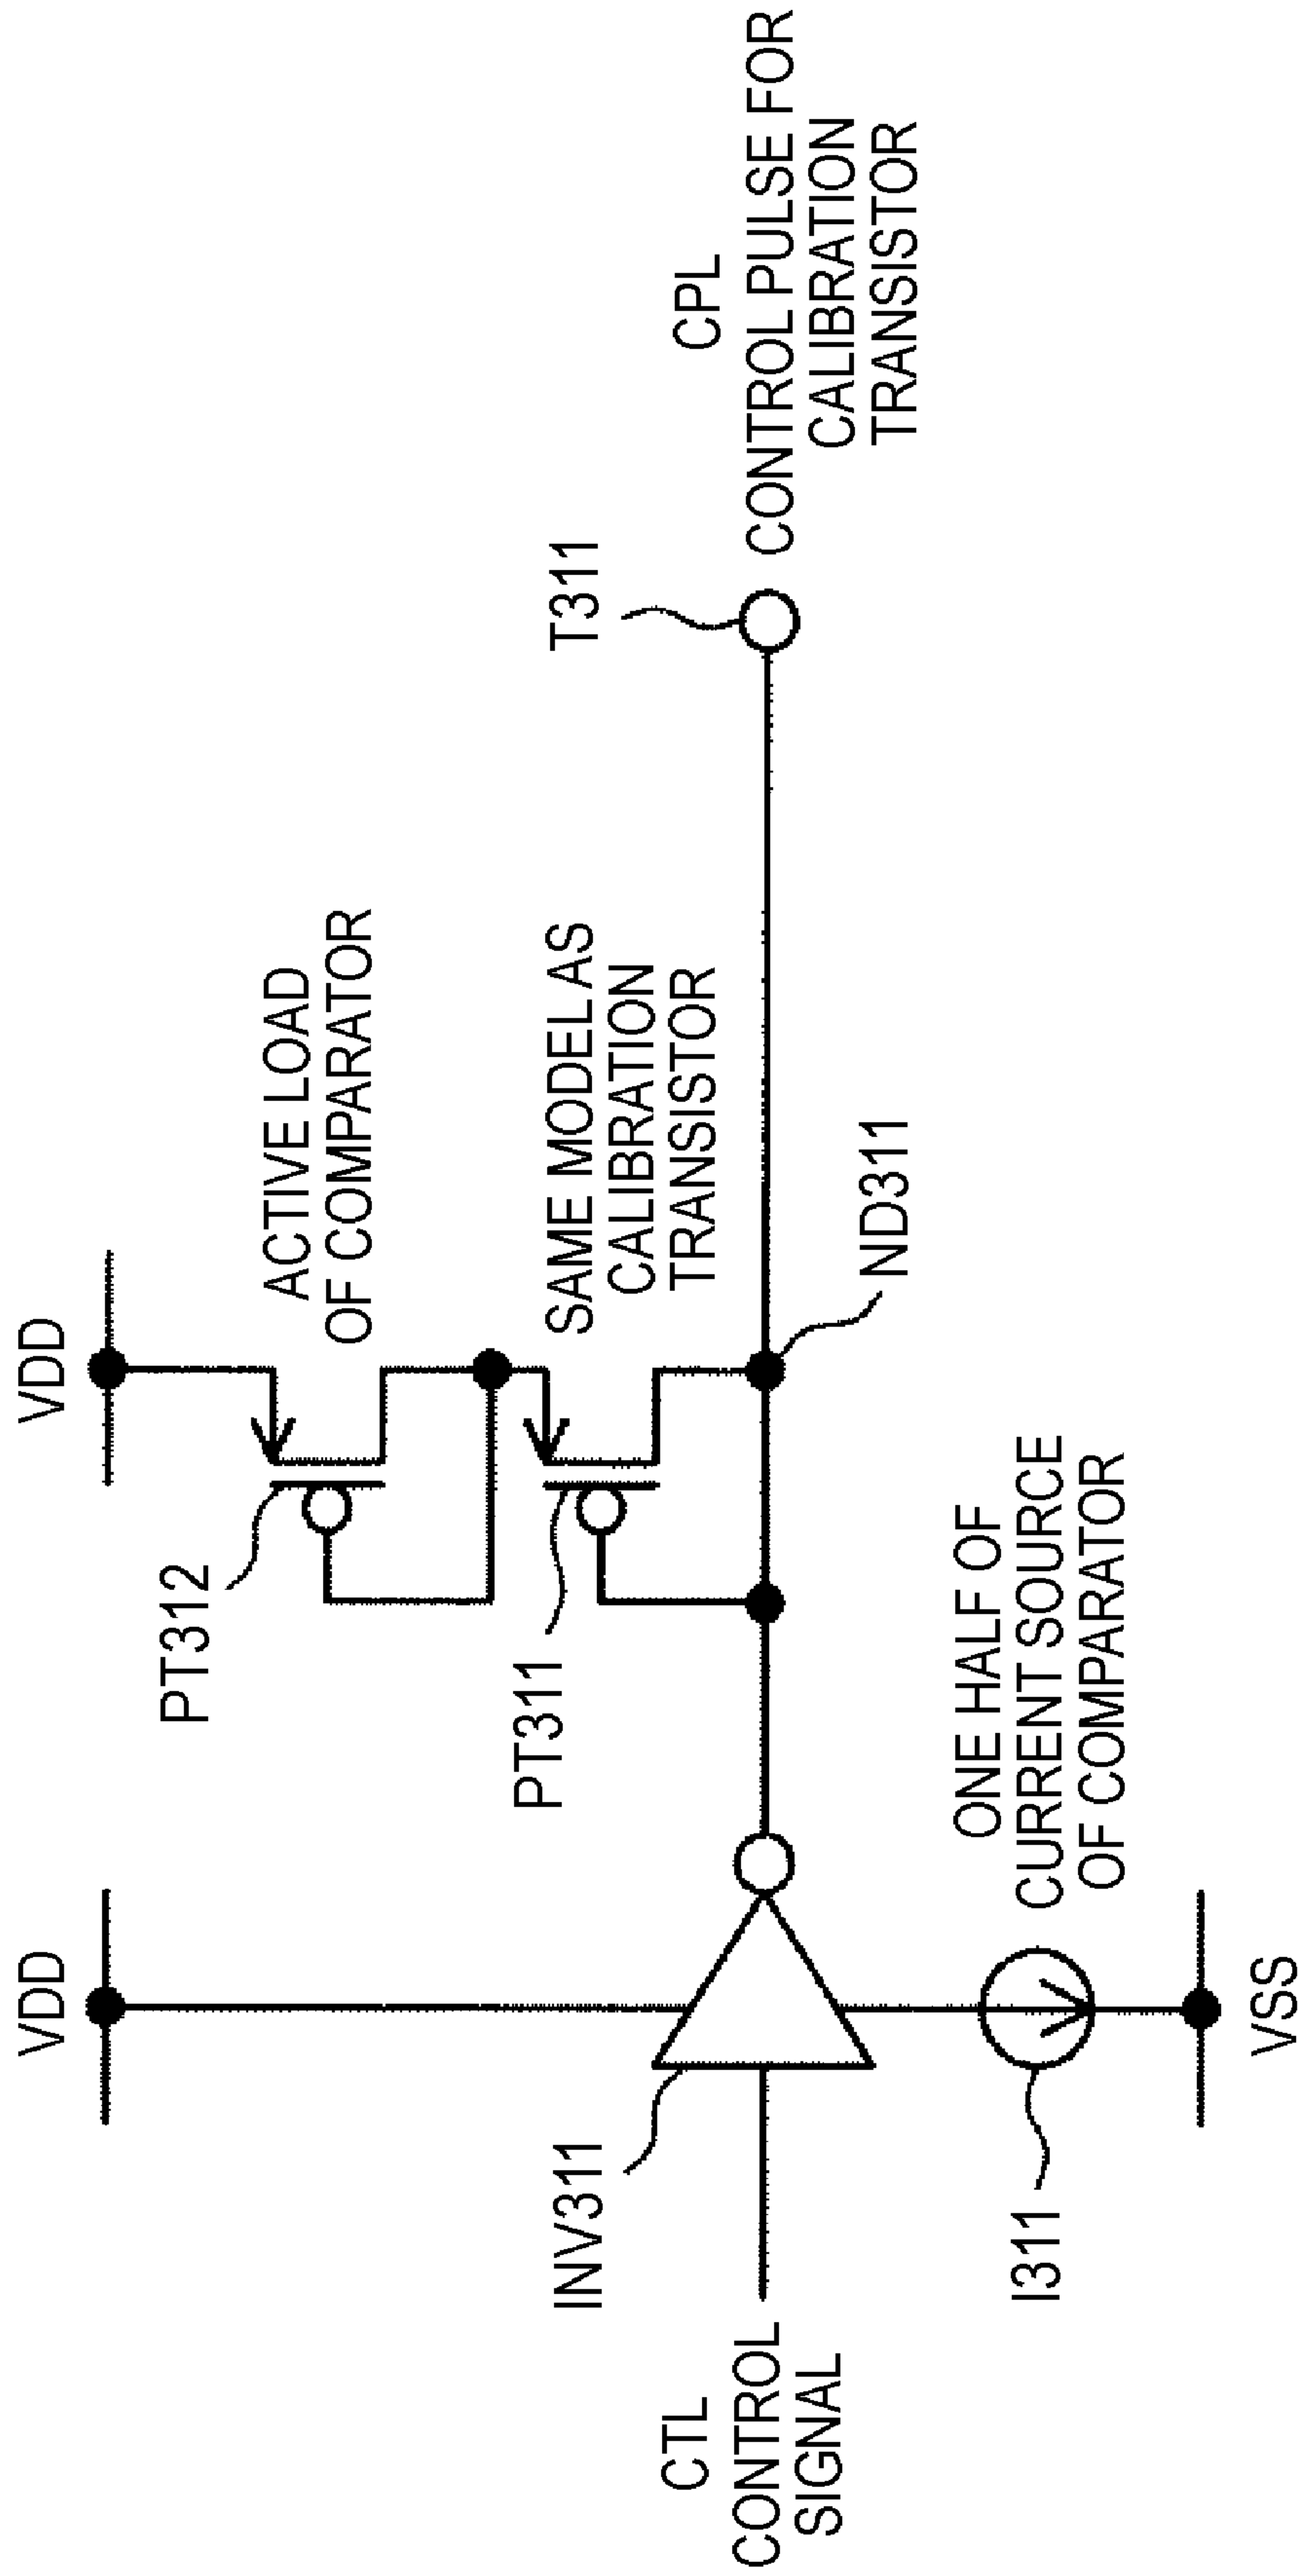 VDD
VDD
PT312
ACTIVE LOAD
OF COMPARATOR
PT311
SAME MODEL AS
CALIBRATION
TRANSISTOR
INV311
T311
CTL
CONTROL
SIGNAL
CPL
CONTROL PULSE FOR
CALIBRATION
TRANSISTOR
ND311
I311
ONE HALF OF
CURRENT SOURCE
OF COMPARATOR
VSS